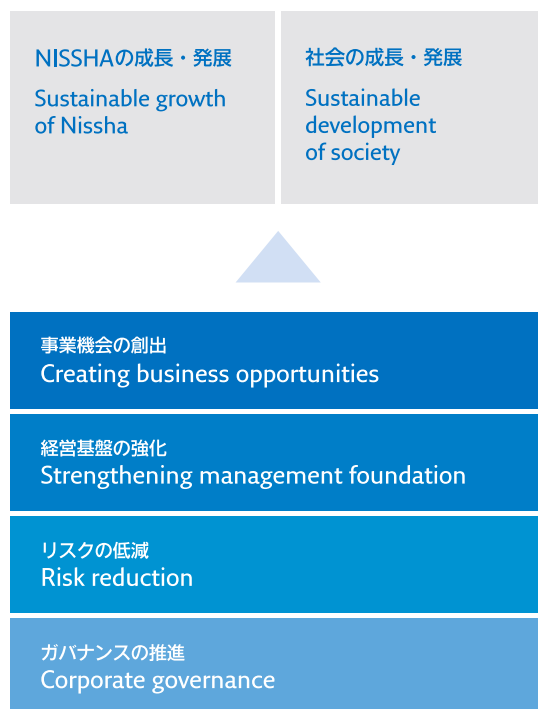 NISSHAの成長・発展
Sustainable growth
of Nissha
社会の成長・発展
Sustainable
development
of society
事業機会の創出
Creating business opportunities
経営基盤の強化
Strengthening management foundation
リスクの低減
Risk reduction
ガバナンスの推進
Corporate governance